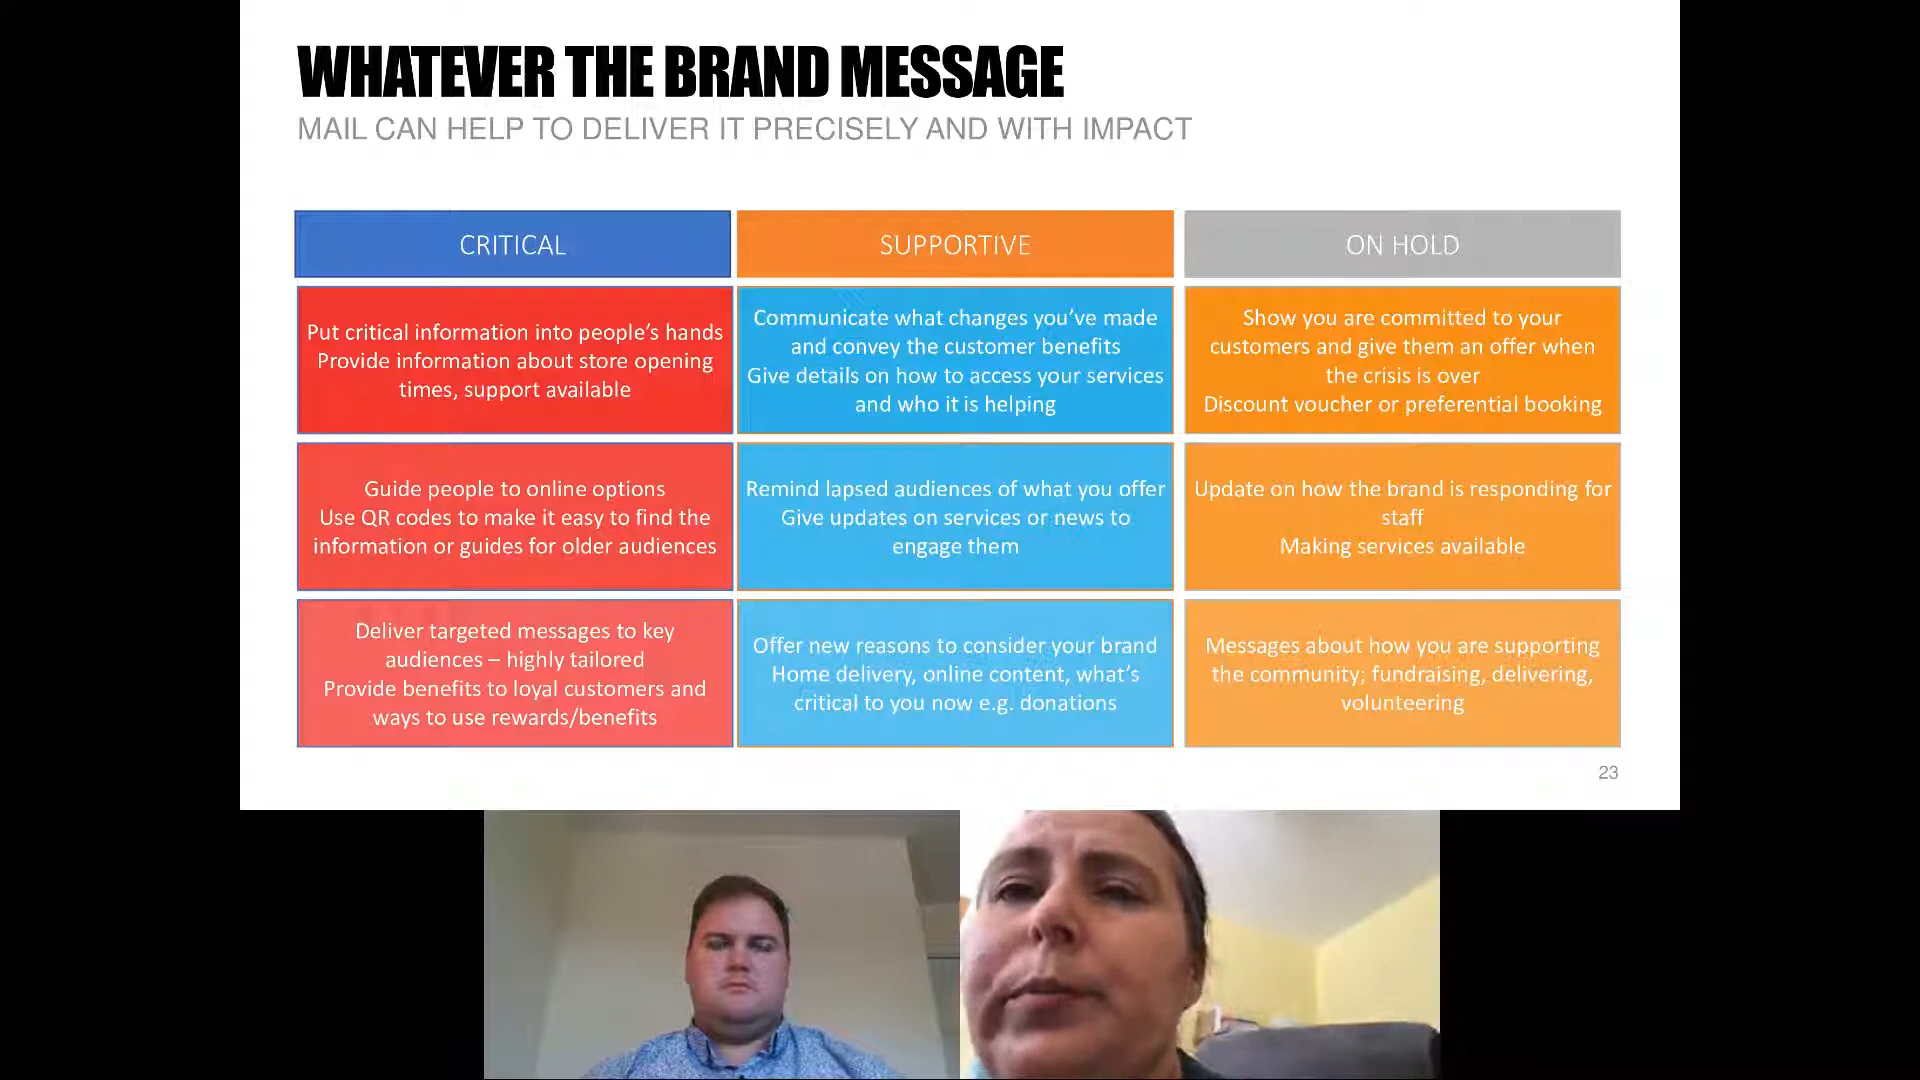 WHATEVER THE BRAND MESSAGE
MAIL CAN HELP TO DELIVER IT PRECISELY AND WITH IMPACT
CRITICAL
SUPPORTIVE
ON HOLD
Put critical information into people’s hands
Provide information about store opening
times, support available
Communicate what changes you’ve made
and convey the customer benefits
Give details on how to access your services
and who it is helping
Show you are committed to your
customers and give them an offer when
the crisis is over
Discount voucher or preferential booking
Guide people to online options
Use QR codes to make it easy to find the
information or guides for older audiences
Remind lapsed audiences of what you offer
Give updates on services or news to
engage them
Update on how the brand is responding for
staff
Making services available
Deliver targeted messages to key
audiences – highly tailored
Provide benefits to loyal customers and
ways to use rewards/benefits
Offer new reasons to consider your brand
Home delivery, online content, what’s
critical to you now e.g. donations
Messages about how you are supporting
the community; fundraising, delivering,
volunteering
23